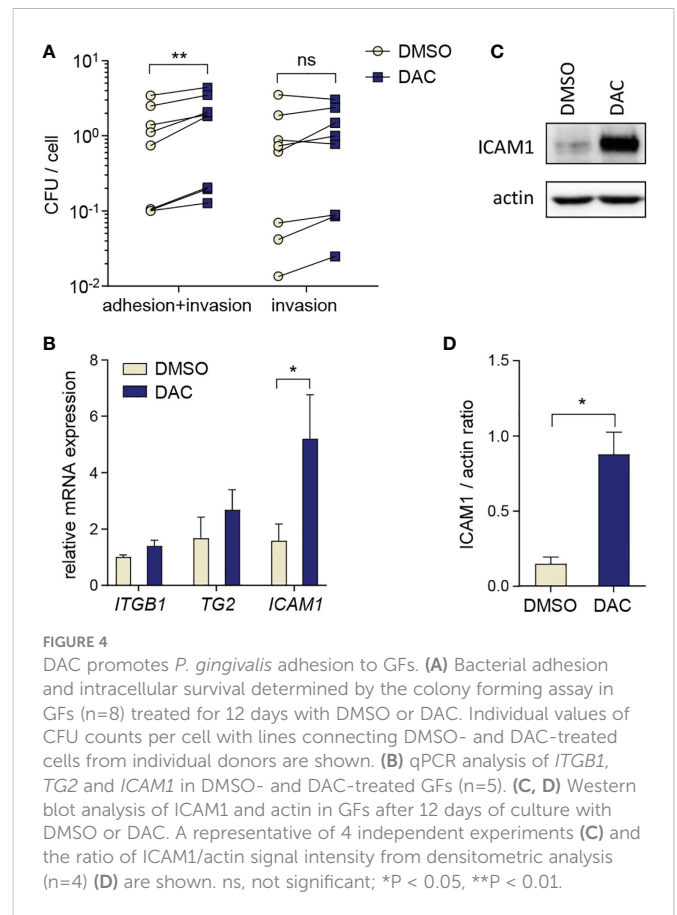 A
DMSO
DAC
**
ns
CFU / cell
10¹
10⁰
10⁻¹
10⁻²
adhesion+invasion
invasion
C
DMSO
DAC
ICAM1
actin
B
DMSO
DAC
*
relative mRNA expression
8
6
4
2
0
ITGB1
TG2
ICAM1
D
*
ICAM1 / actin ratio
1.5
1.0
0.5
0.0
DMSO
DAC
FIGURE 4
DAC promotes P. gingivalis adhesion to GFs. (A) Bacterial adhesion
and intracellular survival determined by the colony forming assay in
GFs (n=8) treated for 12 days with DMSO or DAC. Individual values of
CFU counts per cell with lines connecting DMSO- and DAC-treated
cells from individual donors are shown. (B) qPCR analysis of ITGB1,
TG2 and ICAM1 in DMSO- and DAC-treated GFs (n=5). (C, D) Western
blot analysis of ICAM1 and actin in GFs after 12 days of culture with
DMSO or DAC. A representative of 4 independent experiments (C) and
the ratio of ICAM1/actin signal intensity from densitometric analysis
(n=4) (D) are shown. ns, not significant; *P < 0.05, **P < 0.01.